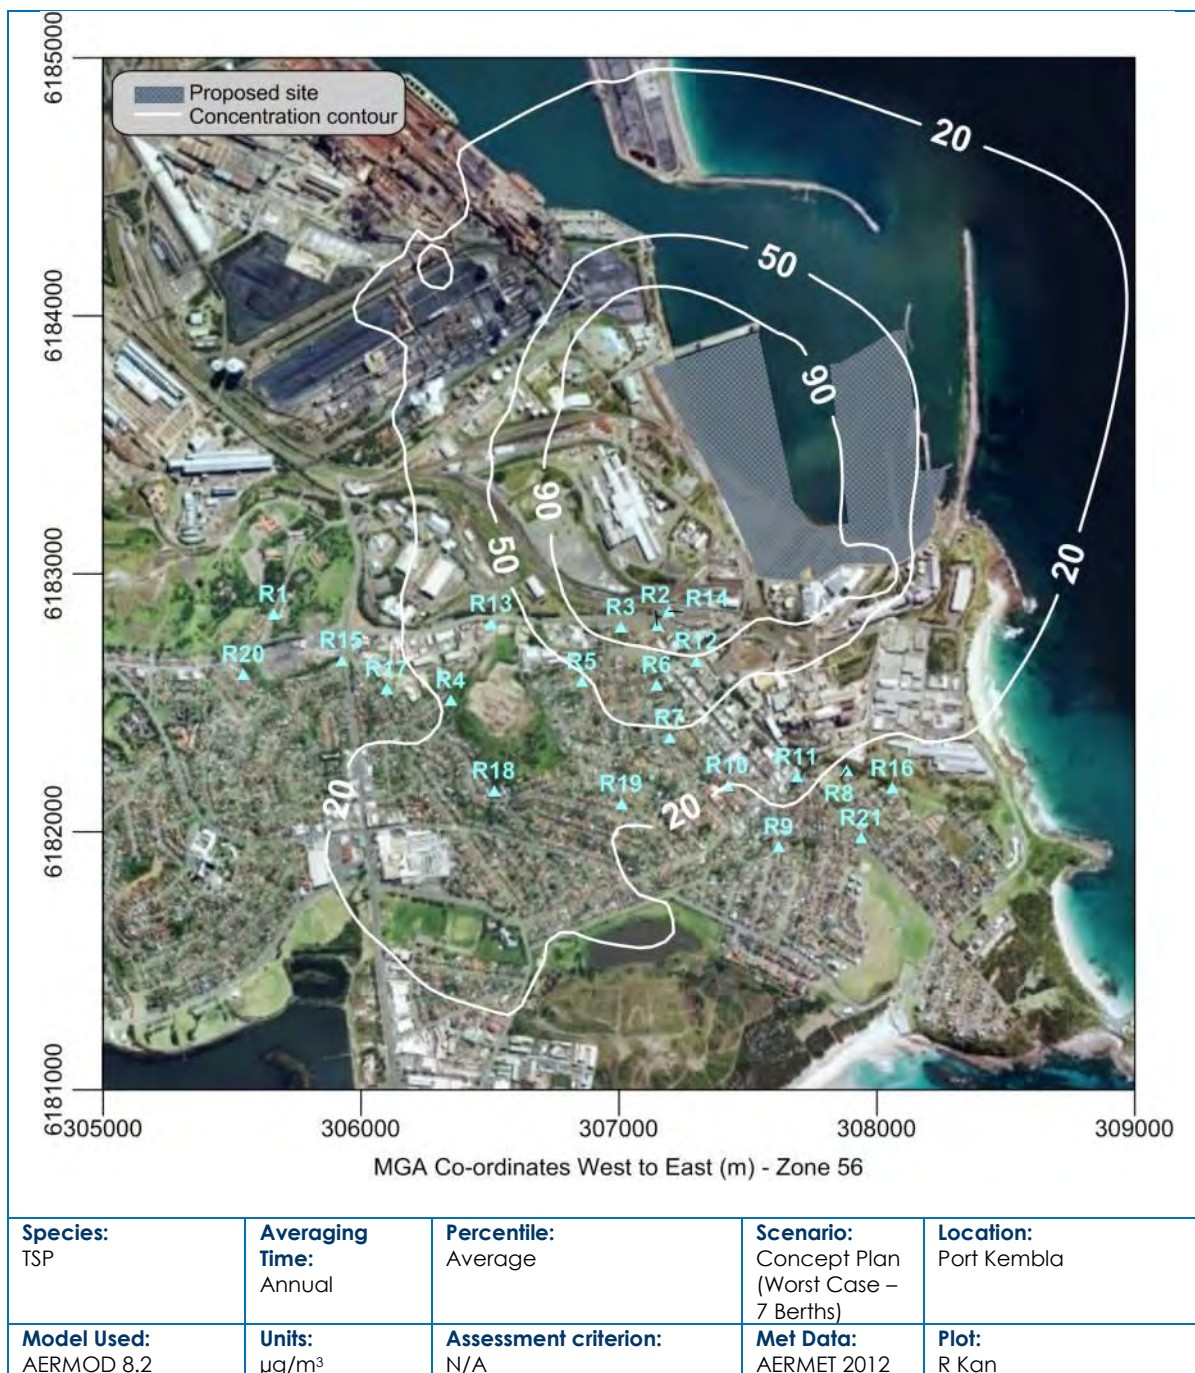 6185000
Proposed site
Concentration contour
20
50
6184000
90
90
50
20
6183000
R1
R2
R14
R3
R13
R12
R15
R20
R17
R5
R6
R4
R7
R18
R19
R10
R11
R16
R8
20
20
R9
R21
6182000
6181000
305000
306000
307000
308000
309000
MGA Co-ordinates West to East (m) - Zone 56
Species:
TSP
Averaging
Time:
Annual
Percentile:
Average
Scenario:
Concept Plan
(Worst Case –
7 Berths)
Location:
Port Kembla
Model Used:
AERMOD 8.2
Units:
µg/m³
Assessment criterion:
N/A
Met Data:
AERMET 2012
Plot:
R Kan